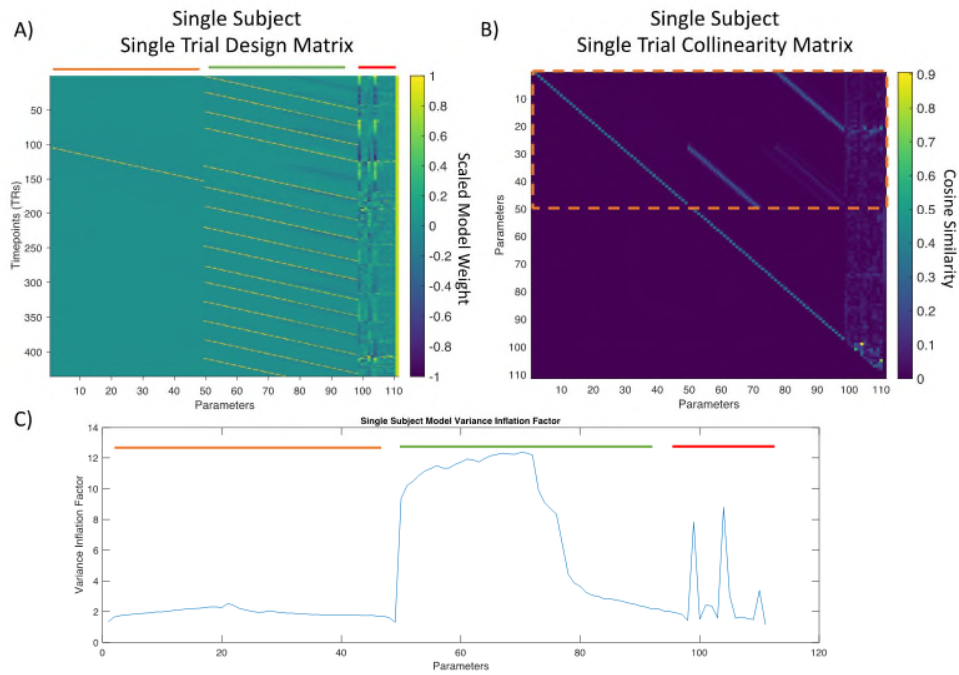 A)
Single Subject
Single Trial Design Matrix
50
100
150
200
250
300
350
400
Timepoints (TRs)
10 20 30 40 50 60 70 80 90 100 110
Parameters
1
0.8
0.6
0.4
0.2
0
-0.2
-0.4
-0.6
-0.8
-1
Scaled Model Weight
B)
Single Subject
Single Trial Collinearity Matrix
10
20
30
40
50
60
70
80
90
100
110
Parameters
10 20 30 40 50 60 70 80 90 100 110
Parameters
0.9
0.8
0.7
0.6
0.5
0.4
0.3
0.2
0.1
0
Cosine Similarity
C)
Single Subject Model Variance Inflation Factor
14
12
10
8
6
4
2
0
Variance Inflation Factor
0 20 40 60 80 100 120
Parameters